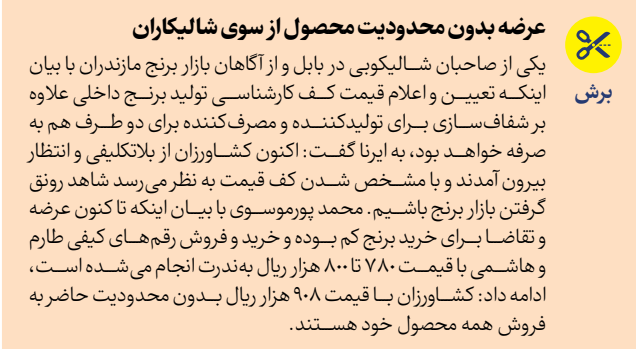 عرضه بدون محدودیت محصول از سوی شالیکاران
برش
یکی از صاحبان شالیکوبی در بابل و از آگاهان بازار برنج مازندران با بیان
اینکه تعیین و اعلام قیمت کف کارشناسی تولید برنج داخلی علاوه
بر شفاف‌سازی برای تولیدکننده و مصرف‌کننده برای دو طرف هم به
صرفه خواهد بود، به ایرنا گفت: اکنون کشاورزان از بلاتکلیفی و انتظار
بیرون آمدند و با مشخص شدن کف قیمت به نظر می‌رسد شاهد رونق
گرفتن بازار برنج باشیم. محمد پورموسوی با بیان اینکه تا کنون عرضه
و تقاضا برای خرید برنج کم بوده و خرید و فروش رقم‌های کیفی طارم
و هاشمی با قیمت ۷۸۰ تا ۸۰۰ هزار ریال به‌ندرت انجام می‌شده است،
ادامه داد: کشاورزان با قیمت ۹۰۸ هزار ریال بدون محدودیت حاضر به
فروش همه محصول خود هستند.